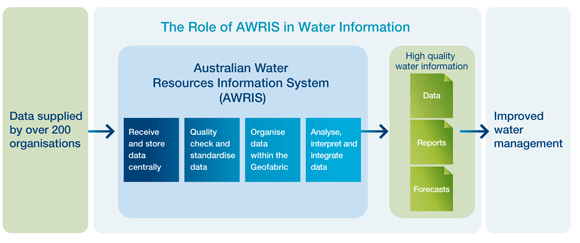 The Role of AWRIS in Water Information
Data supplied
by over 200
organisations
Australian Water
Resources Information System
(AWRIS)
Receive
and store
data
centrally
Quality
check and
standardise
data
Organise
data
within the
Geofabric
Analyse,
interpret and
integrate
data
High quality
water information
Data
Reports
Forecasts
Improved
water
management